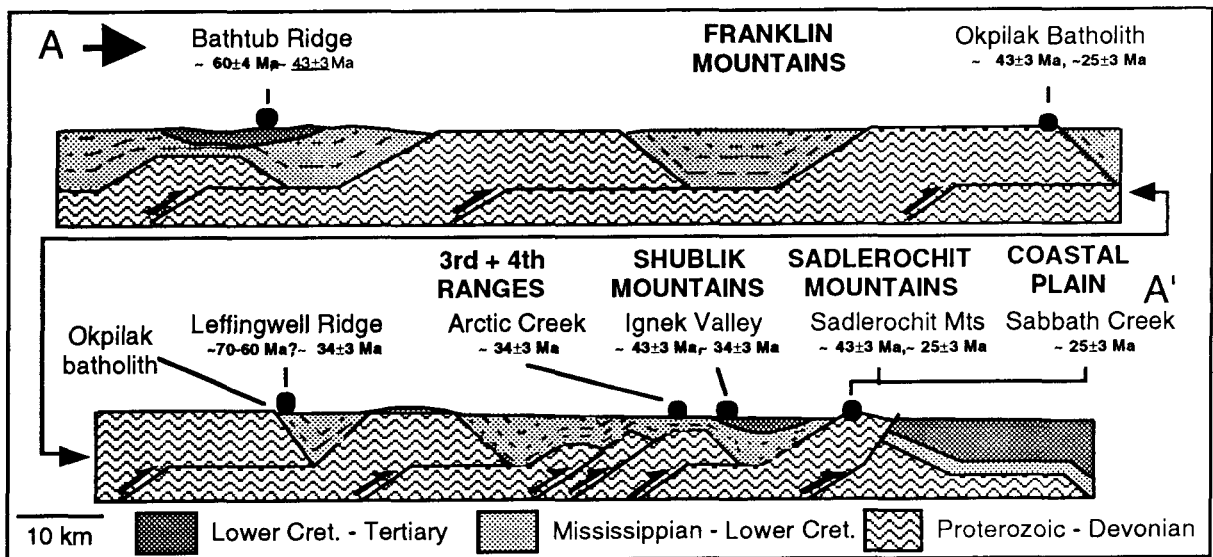 A
Bathtub Ridge
~ 60±4 Ma~ 43±3 Ma
FRANKLIN
MOUNTAINS
Okpilak Batholith
~ 43±3 Ma, ~25±3 Ma
3rd + 4th
RANGES
SHUBLIK
MOUNTAINS
SADLEROCHIT
MOUNTAINS
COASTAL
PLAIN
A'
Okpilak
batholith
Leffingwell Ridge
~70-60 Ma?~ 34±3 Ma
Arctic Creek
~ 34±3 Ma
Ignek Valley
~ 43±3 Ma,~ 34±3 Ma
Sadlerochit Mts
~ 43±3 Ma,~ 25±3 Ma
Sabbath Creek
~ 25±3 Ma
10 km
Lower Cret. - Tertiary
Mississippian - Lower Cret.
Proterozoic - Devonian